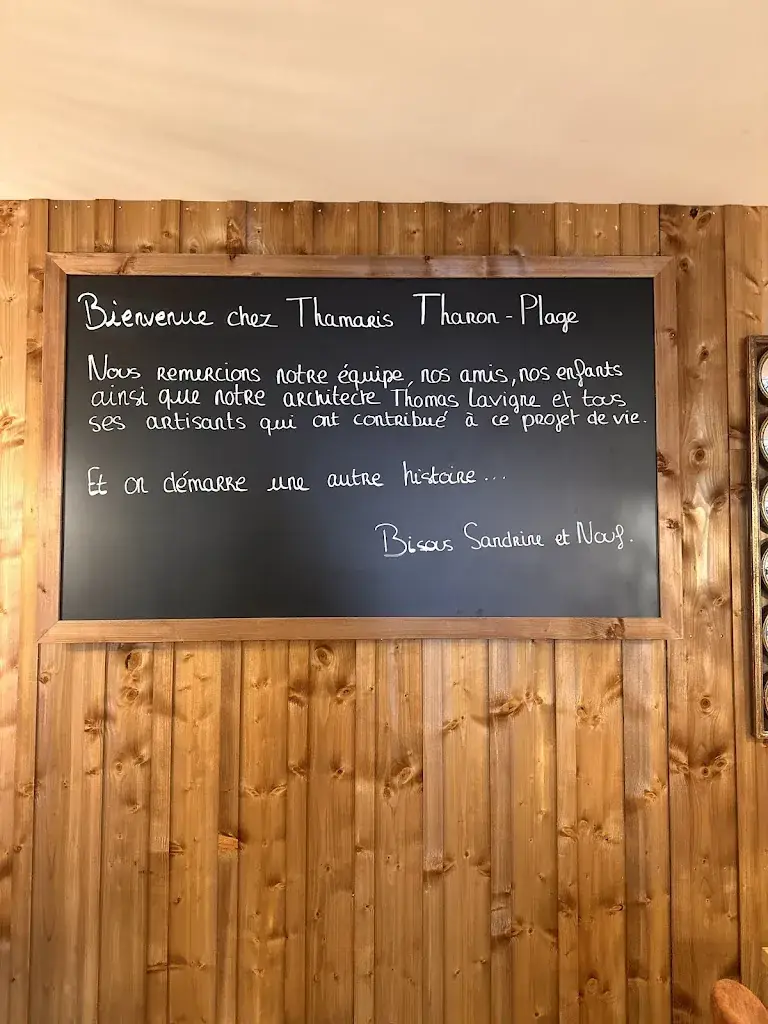 Bienvenue chez Thamaris Tharon-Plage
Nous remercions notre équipe, nos amis, nos enfants
ainsi que notre architecte Thomas Lavigne et tous
ses artisants qui ont contribué à ce projet de vie.
Et on démarre une autre histoire...
Bisous Sandrine et Nouf.